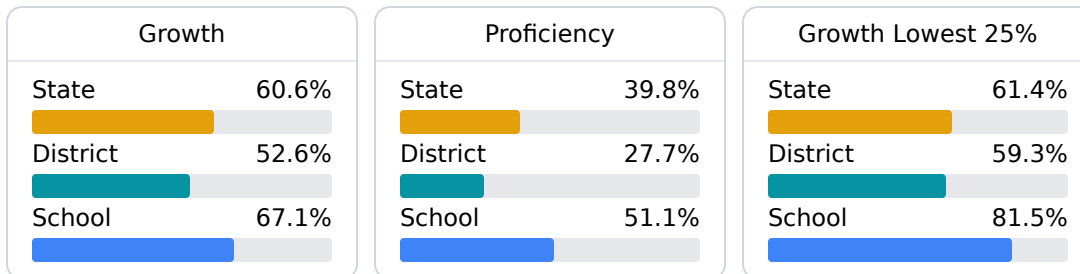 Growth
State 60.6%
District 52.6%
School 67.1%
Proficiency
State 39.8%
District 27.7%
School 51.1%
Growth Lowest 25%
State 61.4%
District 59.3%
School 81.5%